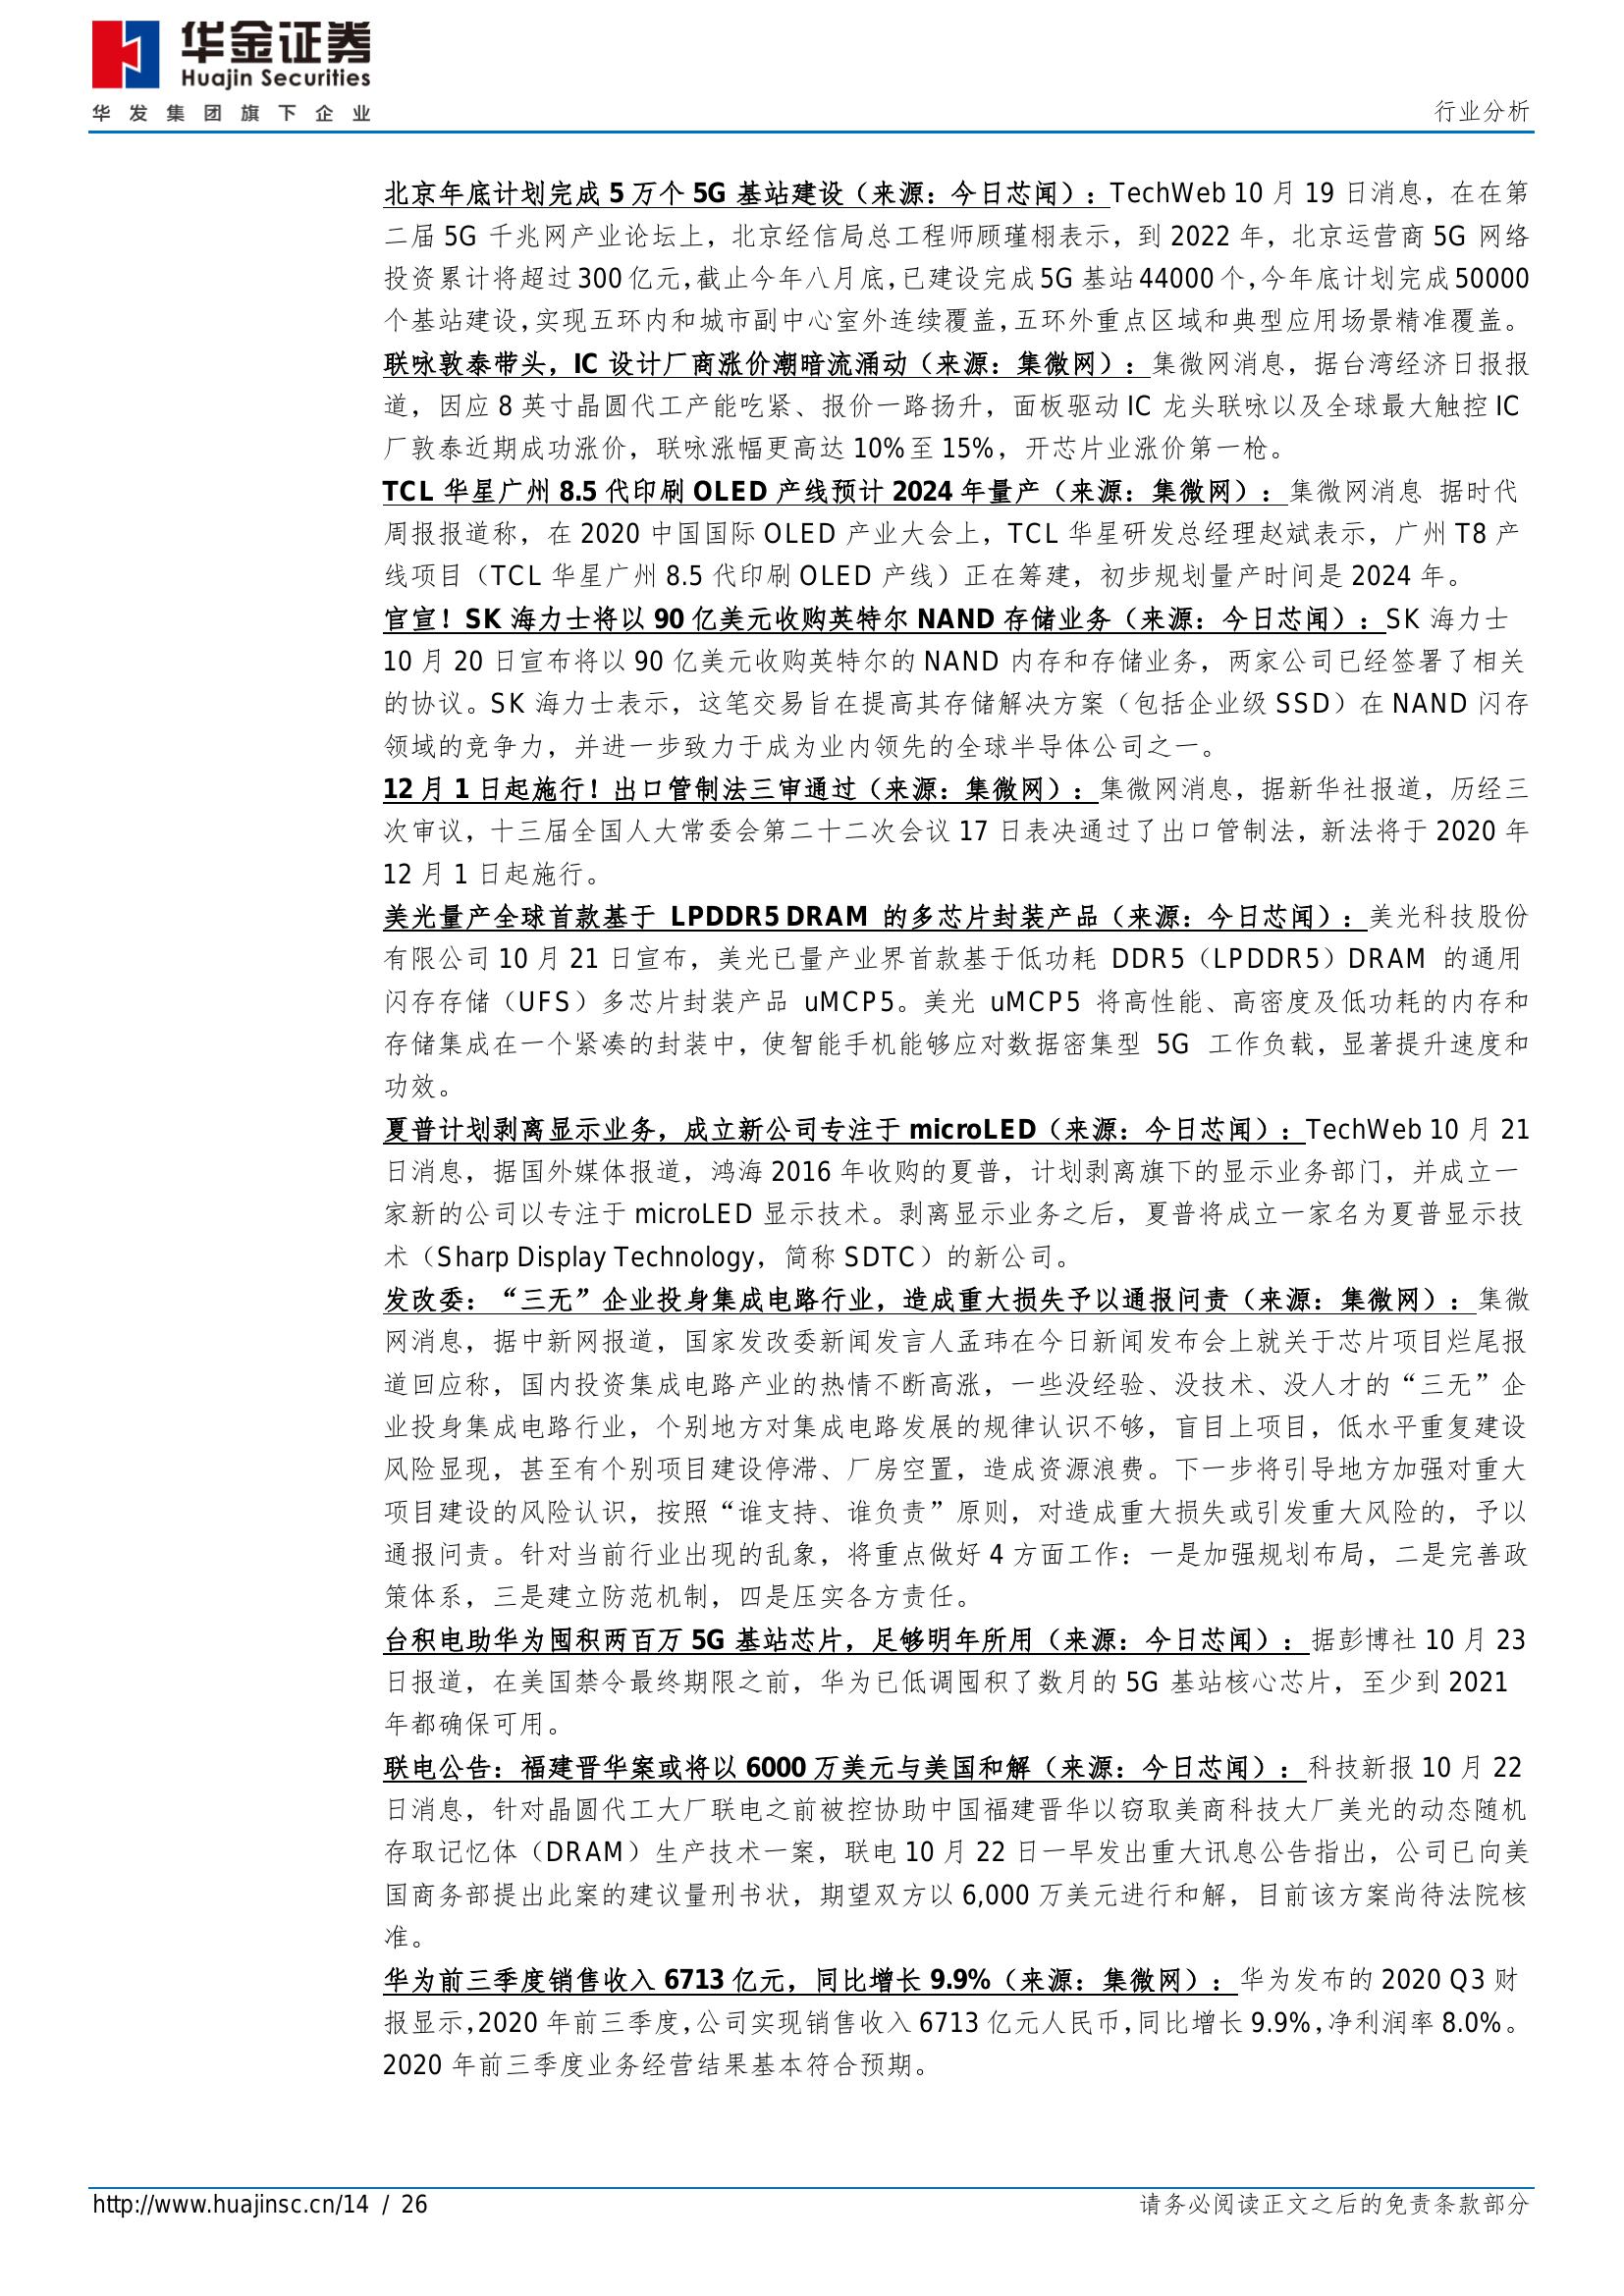 华金证券
Huajin Securities
华发集团旗下企业
行业分析
北京年底计划完成 5 万个 5G 基站建设（来源：今日芯闻）：TechWeb 10 月 19 日消息，在在第
二届 5G 千兆网产业论坛上，北京经信局总工程师顾瑾栩表示，到 2022 年，北京运营商 5G 网络
投资累计将超过 300 亿元，截止今年八月底，已建设完成 5G 基站 44000 个，今年底计划完成 50000
个基站建设，实现五环内和城市副中心室外连续覆盖，五环外重点区域和典型应用场景精准覆盖。
联咏敦泰带头，IC 设计厂商涨价潮暗流涌动（来源：集微网）：集微网消息，据台湾经济日报报
道，因应 8 英寸晶圆代工产能吃紧、报价一路扬升，面板驱动 IC 龙头联咏以及全球最大触控 IC
厂敦泰近期成功涨价，联咏涨幅更高达 10%至 15%，开芯片业涨价第一枪。
TCL 华星广州 8.5 代印刷 OLED 产线预计 2024 年量产（来源：集微网）：集微网消息 据时代
周报报道称，在 2020 中国国际 OLED 产业大会上，TCL 华星研发总经理赵斌表示，广州 T8 产
线项目（TCL 华星广州 8.5 代印刷 OLED 产线）正在筹建，初步规划量产时间是 2024 年。
官宣！SK 海力士将以 90 亿美元收购英特尔 NAND 存储业务（来源：今日芯闻）：SK 海力士
10 月 20 日宣布将以 90 亿美元收购英特尔的 NAND 内存和存储业务，两家公司已经签署了相关
的协议。SK 海力士表示，这笔交易旨在提高其存储解决方案（包括企业级 SSD）在 NAND 闪存
领域的竞争力，并进一步致力于成为业内领先的全球半导体公司之一。
12 月 1 日起施行！出口管制法三审通过（来源：集微网）：集微网消息，据新华社报道，历经三
次审议，十三届全国人大常委会第二十二次会议 17 日表决通过了出口管制法，新法将于 2020 年
12 月 1 日起施行。
美光量产全球首款基于 LPDDR5 DRAM 的多芯片封装产品（来源：今日芯闻）：美光科技股份
有限公司 10 月 21 日宣布，美光已量产业界首款基于低功耗 DDR5（LPDDR5）DRAM 的通用
闪存存储（UFS）多芯片封装产品 uMCP5。美光 uMCP5 将高性能、高密度及低功耗的内存和
存储集成在一个紧凑的封装中，使智能手机能够应对数据密集型 5G 工作负载，显著提升速度和
功效。
夏普计划剥离显示业务，成立新公司专注于 microLED（来源：今日芯闻）：TechWeb 10 月 21
日消息，据国外媒体报道，鸿海 2016 年收购的夏普，计划剥离旗下的显示业务部门，并成立一
家新的公司以专注于 microLED 显示技术。剥离显示业务之后，夏普将成立一家名为夏普显示技
术（Sharp Display Technology，简称 SDTC）的新公司。
发改委：“三无”企业投身集成电路行业，造成重大损失予以通报问责（来源：集微网）：集微
网消息，据中新网报道，国家发改委新闻发言人孟玮在今日新闻发布会上就关于芯片项目烂尾报
道回应称，国内投资集成电路产业的热情不断高涨，一些没经验、没技术、没人才的“三无”企
业投身集成电路行业，个别地方对集成电路发展的规律认识不够，盲目上项目，低水平重复建设
风险显现，甚至有个别项目建设停滞、厂房空置，造成资源浪费。下一步将引导地方加强对重大
项目建设的风险认识，按照“谁支持、谁负责”原则，对造成重大损失或引发重大风险的，予以
通报问责。针对当前行业出现的乱象，将重点做好 4 方面工作：一是加强规划布局，二是完善政
策体系，三是建立防范机制，四是压实各方责任。
台积电助华为囤积两百万 5G 基站芯片，足够明年所用（来源：今日芯闻）：据彭博社 10 月 23
日报道，在美国禁令最终期限之前，华为已低调囤积了数月的 5G 基站核心芯片，至少到 2021
年都确保可用。
联电公告：福建晋华案或将以 6000 万美元与美国和解（来源：今日芯闻）：科技新报 10 月 22
日消息，针对晶圆代工大厂联电之前被控协助中国福建晋华以窃取美商科技大厂美光的动态随机
存取记忆体（DRAM）生产技术一案，联电 10 月 22 日一早发出重大讯息公告指出，公司已向美
国商务部提出此案的建议量刑书状，期望双方以 6,000 万美元进行和解，目前该方案尚待法院核
准。
华为前三季度销售收入 6713 亿元，同比增长 9.9%（来源：集微网）：华为发布的 2020 Q3 财
报显示，2020 年前三季度，公司实现销售收入 6713 亿元人民币，同比增长 9.9%，净利润率 8.0%。
2020 年前三季度业务经营结果基本符合预期。
http://www.huajinsc.cn/14 / 26
请务必阅读正文之后的免责条款部分